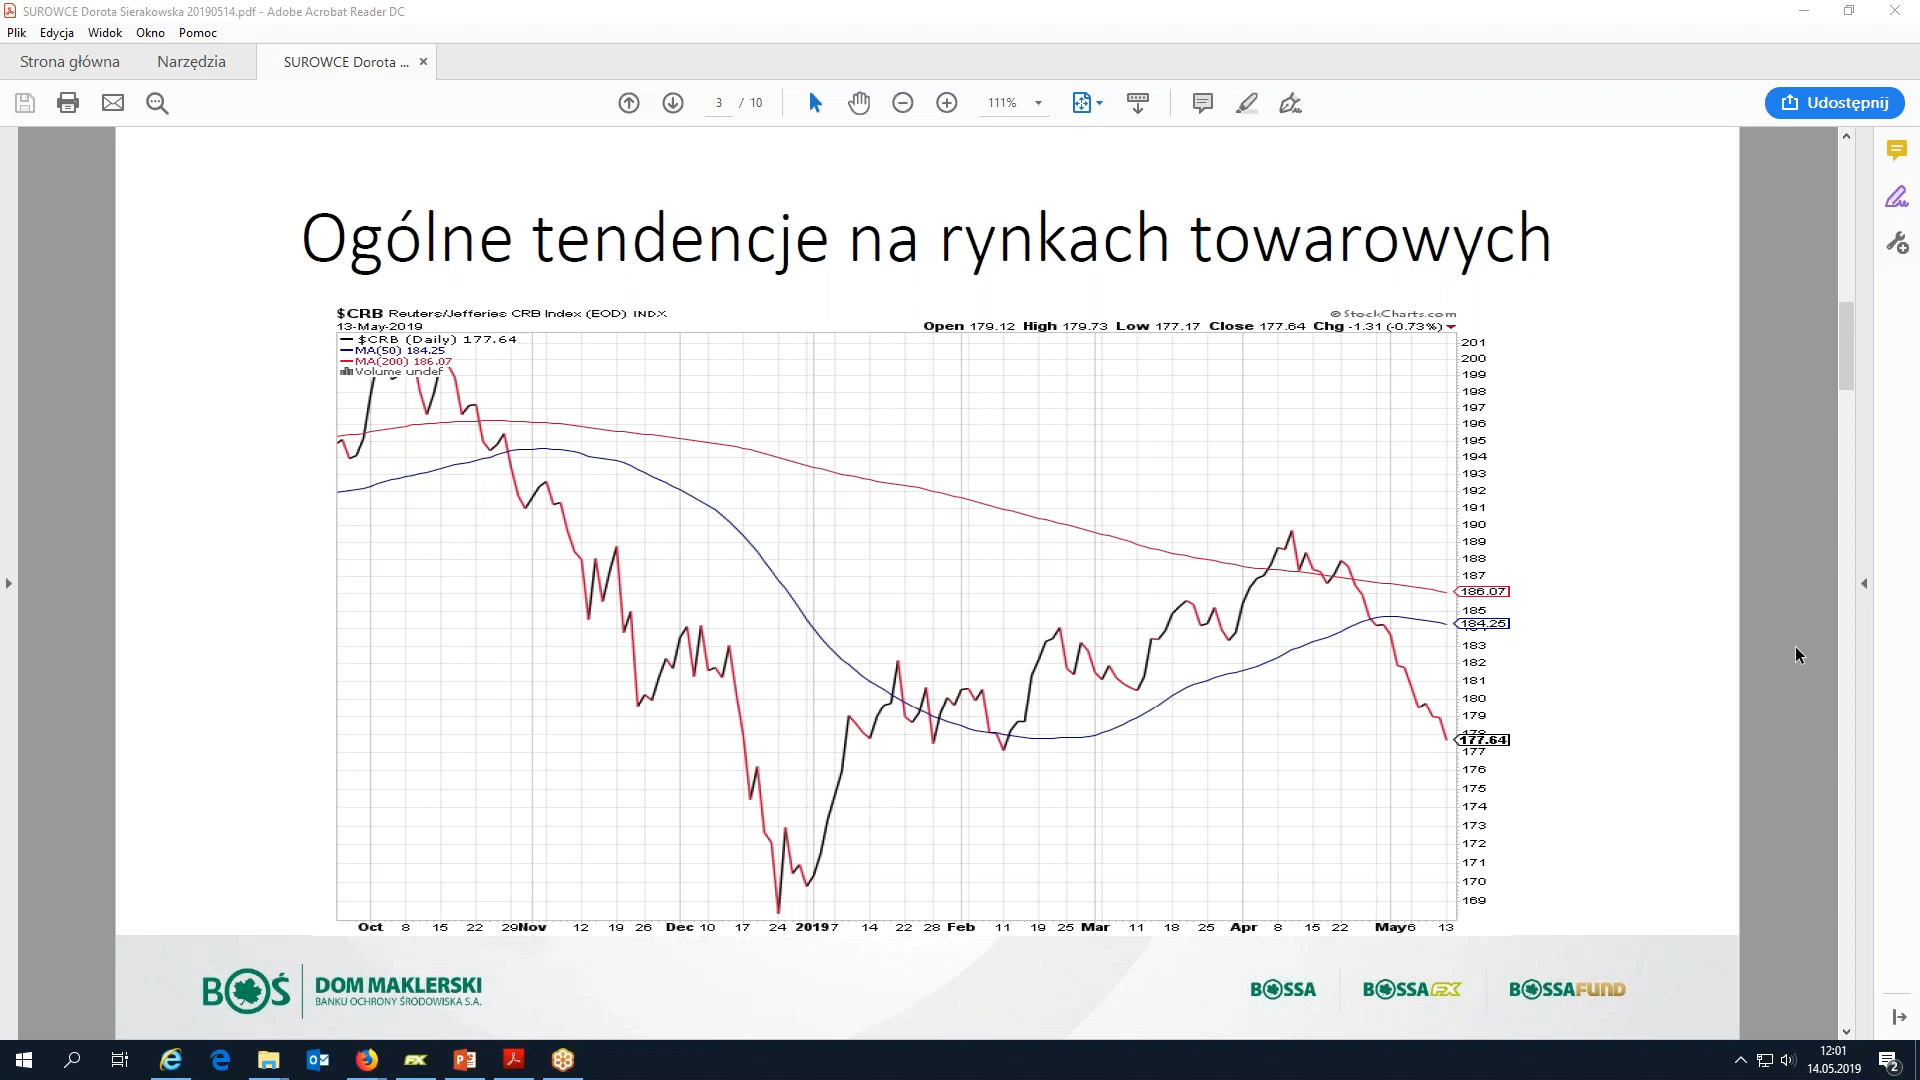 SUROWCE Dorota Sierakowska 20190514.pdf - Adobe Acrobat Reader DC
Plik Edycja Widok Okno Pomoc
Strona główna Narzędzia SUROWCE Dorota ... ×
3 / 10 111% Udostępnij
Ogólne tendencje na rynkach towarowych
$CRB Reuters/Jefferies CRB Index (EOD) INDX © StockCharts.com
13-May-2019 Open 179.12 High 179.73 Low 177.17 Close 177.64 Chg -1.31 (-0.73%)
$CRB (Daily) 177.64
MA(50) 184.25
MA(200) 186.07
Volume undef
201
200
199
198
197
196
195
194
193
192
191
190
189
188
187
186.07
185
184.25
183
182
181
180
179
177.64
177
176
175
174
173
172
171
170
169
Oct 8 15 22 29 Nov 12 19 26 Dec 10 17 24 2019 7 14 22 28 Feb 11 19 25 Mar 11 18 25 Apr 8 15 22 May 6 13
BOŚ DOM MAKLERSKI
BANKU OCHRONY ŚRODOWISKA S.A.
BOSSA BOSSAFX BOSSAFUND
12:01
14.05.2019
2